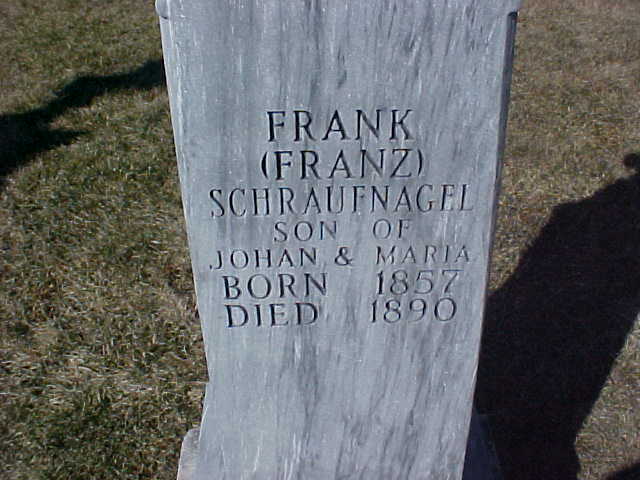 FRANK
(FRANZ)
SCHRAUFNAGEL
SON OF
JOHAN & MARIA
BORN 1857
DIED 1890